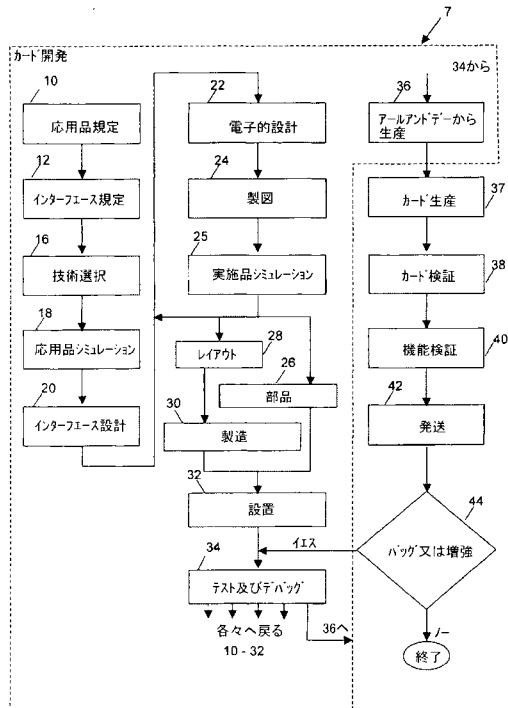 7
カード開発
10
応用品規定
12
インターフェース規定
16
技術選択
18
応用品シミュレーション
20
インターフェース設計
22
電子的設計
24
製図
25
実施品シミュレーション
レイアウト
28
26
部品
30
製造
32
設置
イエス
34
テスト及びデバッグ
各々へ戻る
10 - 32
36へ
34から
36
アールアンドデーから
生産
カード生産
37
カード検証
38
機能検証
40
42
発送
44
バッグ又は増強
ノー
終了